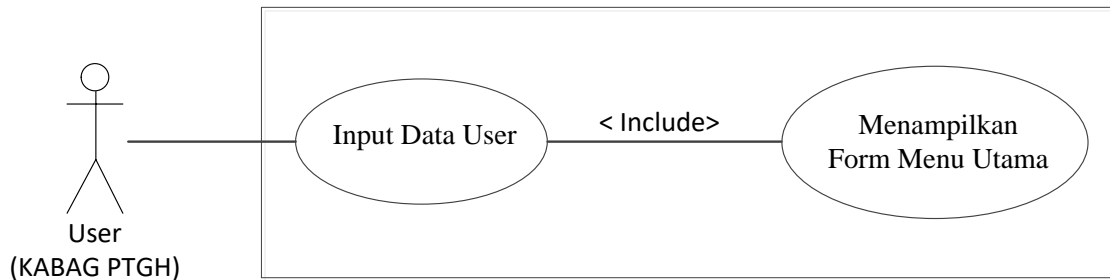 User
(KABAG PTGH)
Input Data User
< Include>
Menampilkan
Form Menu Utama